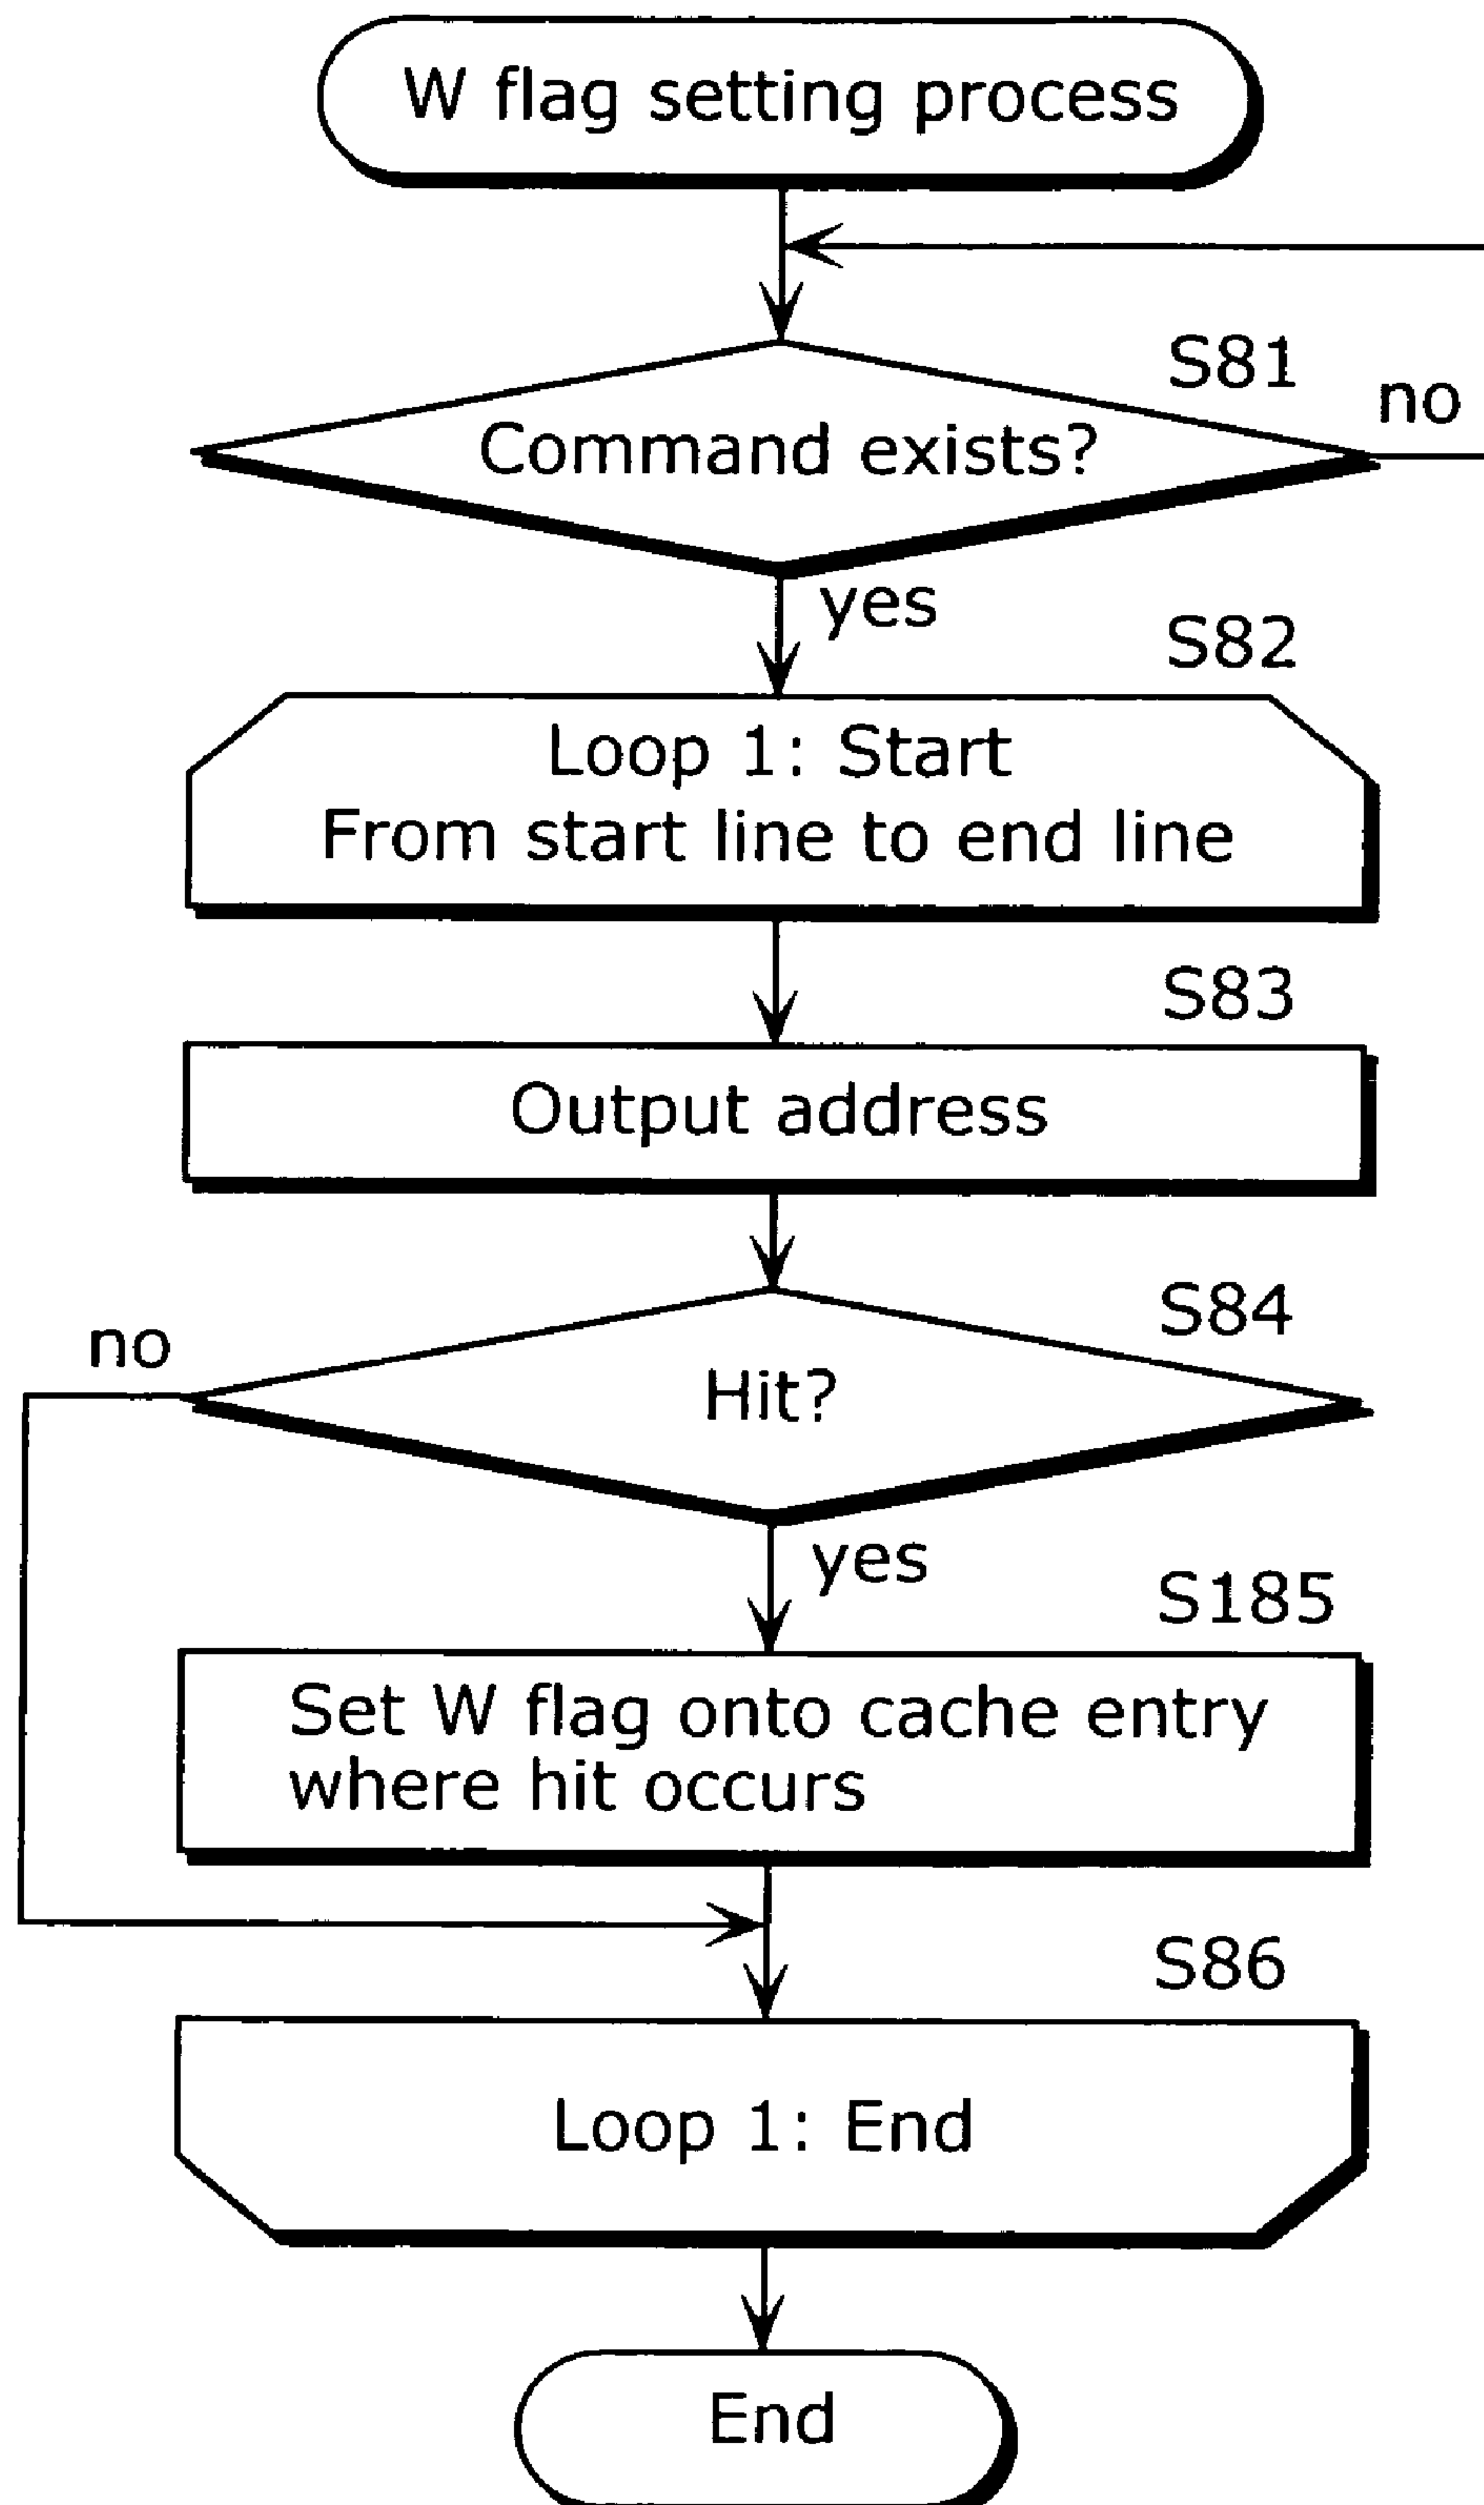 W flag setting process
S81
no
Command exists?
yes
S82
Loop 1: Start
From start line to end line
S83
Output address
S84
no
Hit?
yes
S185
Set W flag onto cache entry
where hit occurs
S86
Loop 1: End
End